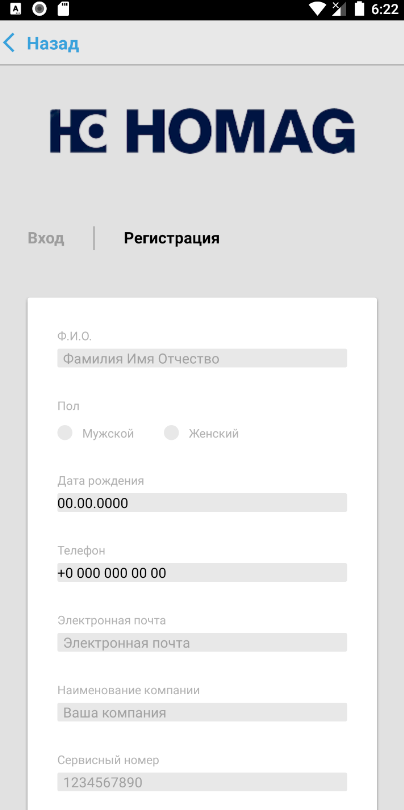 6:22
Назад
HOMAG
Вход
Регистрация
Ф.И.О.
Фамилия Имя Отчество
Пол
Мужской Женский
Дата рождения
00.00.0000
Телефон
+0 000 000 00 00
Электронная почта
Электронная почта
Наименование компании
Ваша компания
Сервисный номер
1234567890